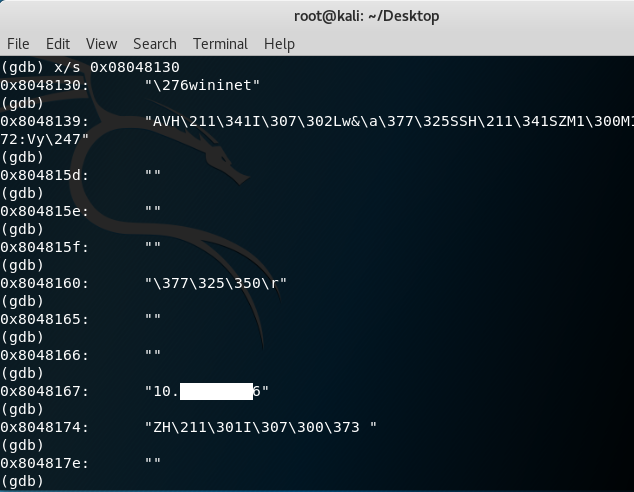 root@kali: ~/Desktop
File Edit View Search Terminal Help
(gdb) x/s 0x08048130
0x8048130: "\276wininet"
(gdb)
0x8048139: "AVH\211\341I\307\302Lw&\a\377\325SSH\211\341SZM1\300M1
72:Vy\247"
(gdb)
0x804815d: ""
(gdb)
0x804815e: ""
(gdb)
0x804815f: ""
(gdb)
0x8048160: "\377\325\350\r"
(gdb)
0x8048165: ""
(gdb)
0x8048166: ""
(gdb)
0x8048167: "10. 6"
(gdb)
0x8048174: "ZH\211\301I\307\300\373 "
(gdb)
0x804817e: ""
(gdb)